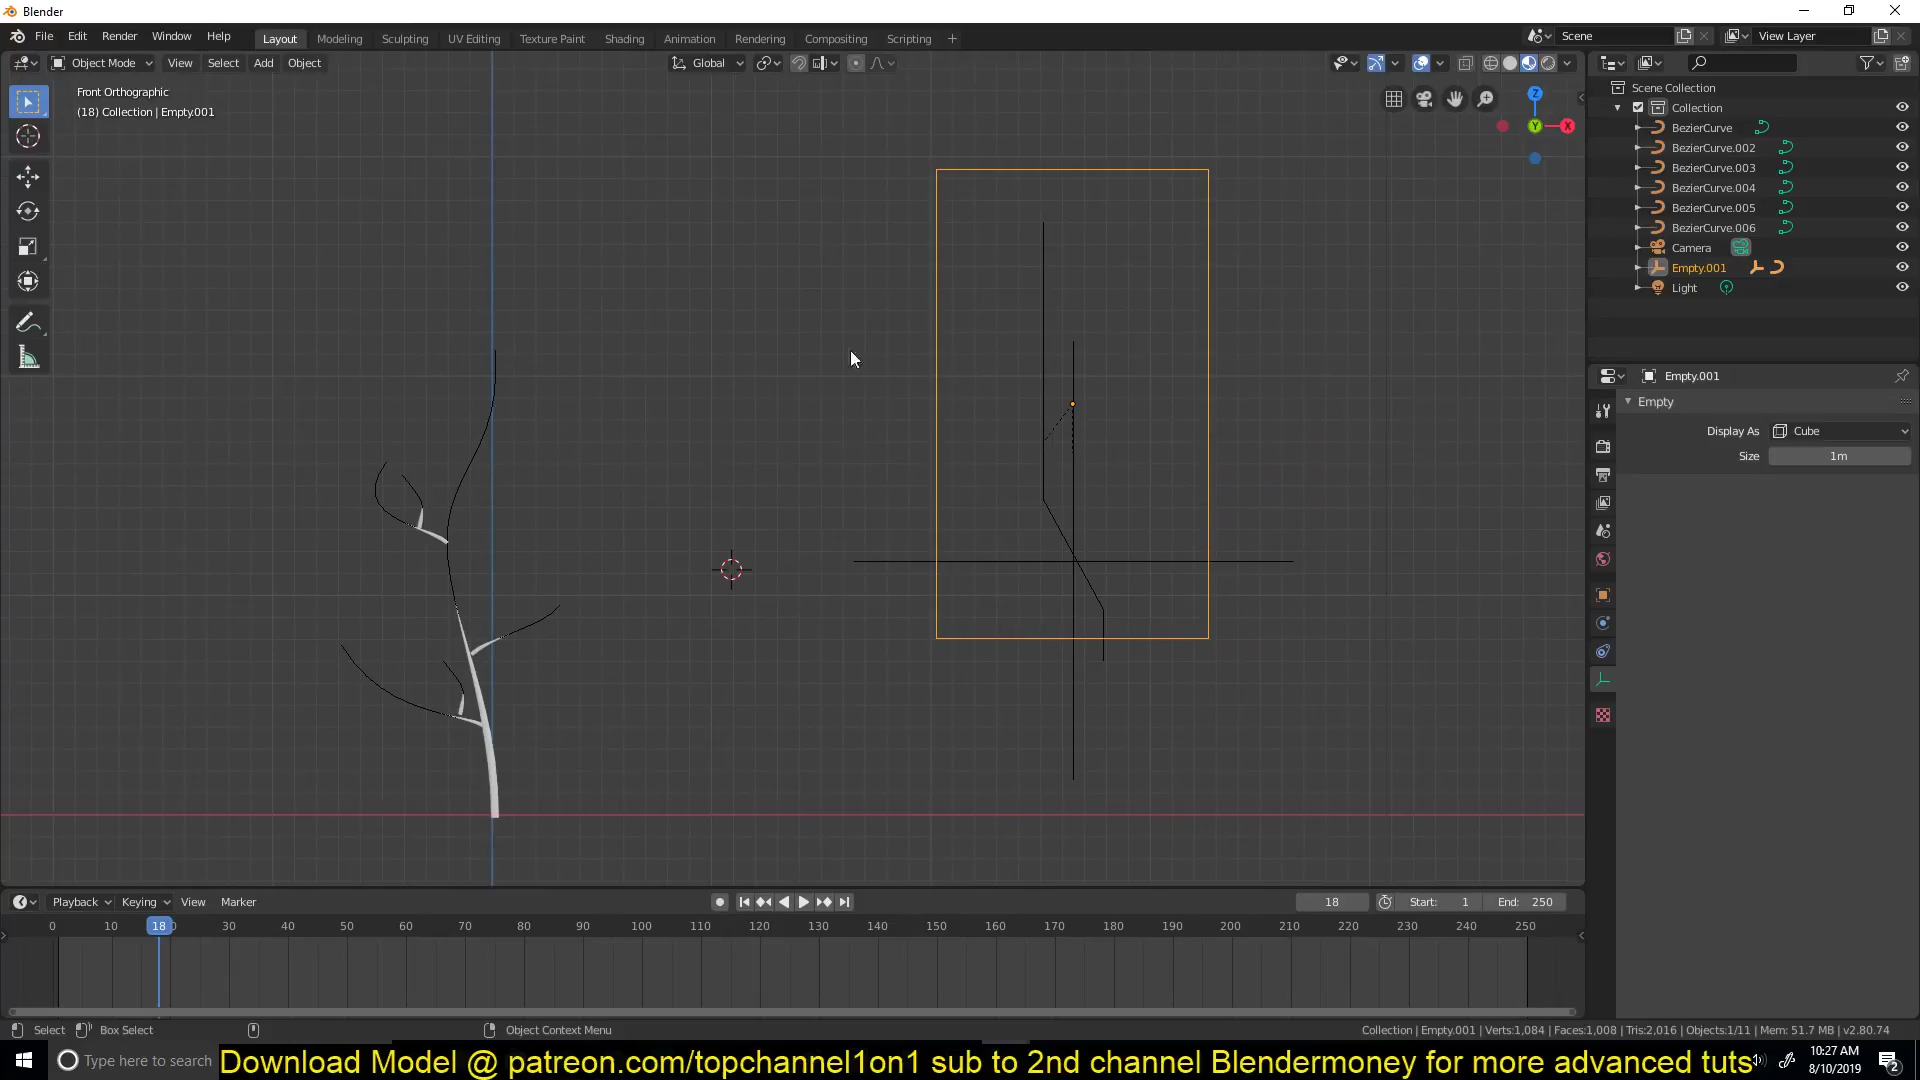 Blender
File Edit Render Window Help Layout Modeling Sculpting UV Editing Texture Paint Shading Animation Rendering Compositing Scripting + Scene View Layer
Object Mode View Select Add Object Global
Front Orthographic
(18) Collection | Empty.001
Z
Y
X
Scene Collection
Collection
BezierCurve
BezierCurve.002
BezierCurve.003
BezierCurve.004
BezierCurve.005
BezierCurve.006
Camera
Empty.001
Light
Empty.001
Empty
Display As Cube
Size 1m
Playback Keying View Marker 18 Start: 1 End: 250
0 10 18 30 40 50 60 70 80 90 100 110 120 130 140 150 160 170 180 190 200 210 220 230 240 250
Select Box Select Object Context Menu Collection | Empty.001 | Verts:1,084 | Faces:1,008 | Tris:2,016 | Objects:1/11 | Mem: 51.7 MB | v2.80.74
Type here to search
Download Model @ patreon.com/topchannel1on1 sub to 2nd channel Blendermoney for more advanced tuts
10:27 AM
8/10/2019
2